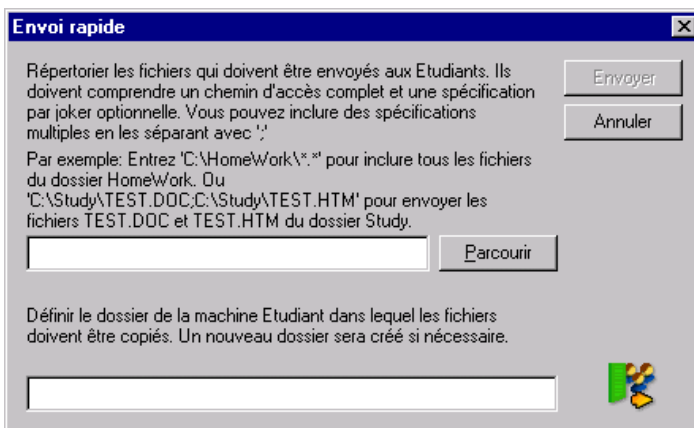 Envoi rapide
Répertorier les fichiers qui doivent être envoyés aux Etudiants. Ils
doivent comprendre un chemin d'accès complet et une spécification
par joker optionnelle. Vous pouvez inclure des spécifications
multiples en les séparant avec ';'
Par exemple: Entrez 'C:\HomeWork\*.*' pour inclure tous les fichiers
du dossier HomeWork. Ou
'C:\Study\TEST.DOC;C:\Study\TEST.HTM' pour envoyer les
fichiers TEST.DOC et TEST.HTM du dossier Study.
Envoyer
Annuler
Parcourir
Définir le dossier de la machine Etudiant dans lequel les fichiers
doivent être copiés. Un nouveau dossier sera créé si nécessaire.